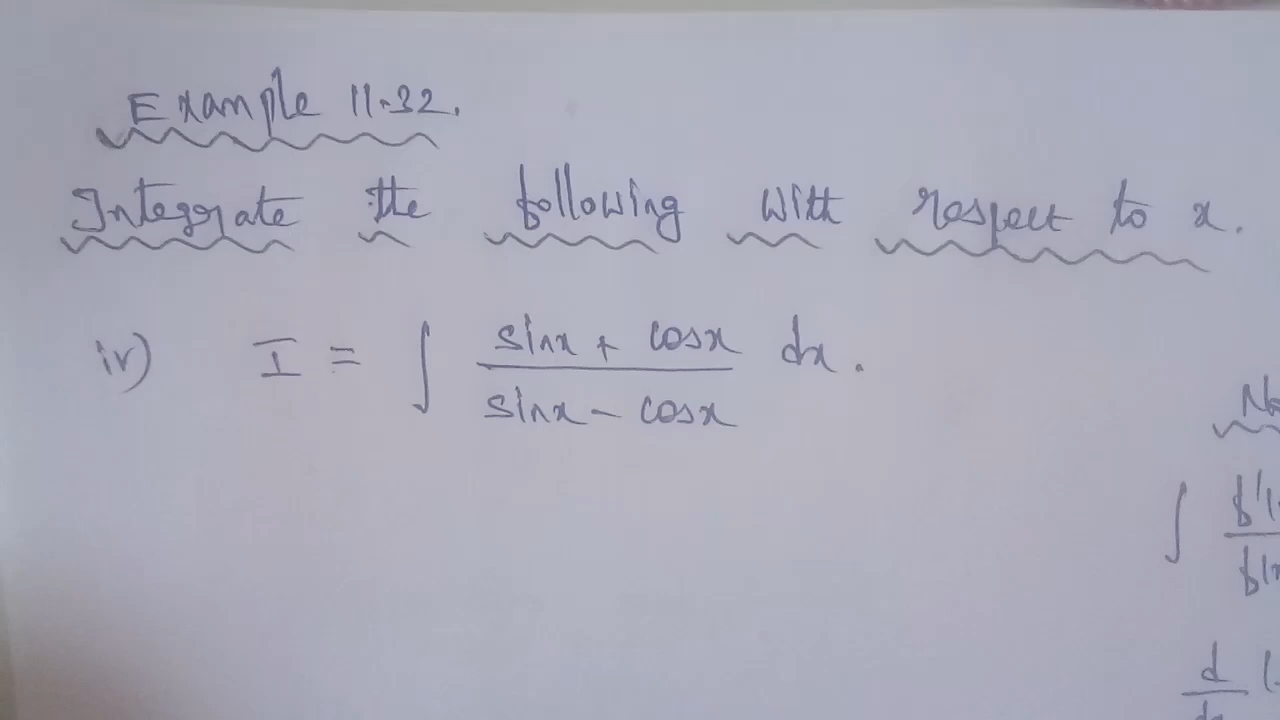 Example 11.32.
Integrate the following with respect to x.
iv) I = ∫ (sinx + cosx)/(sinx - cosx) dx.
∫
d